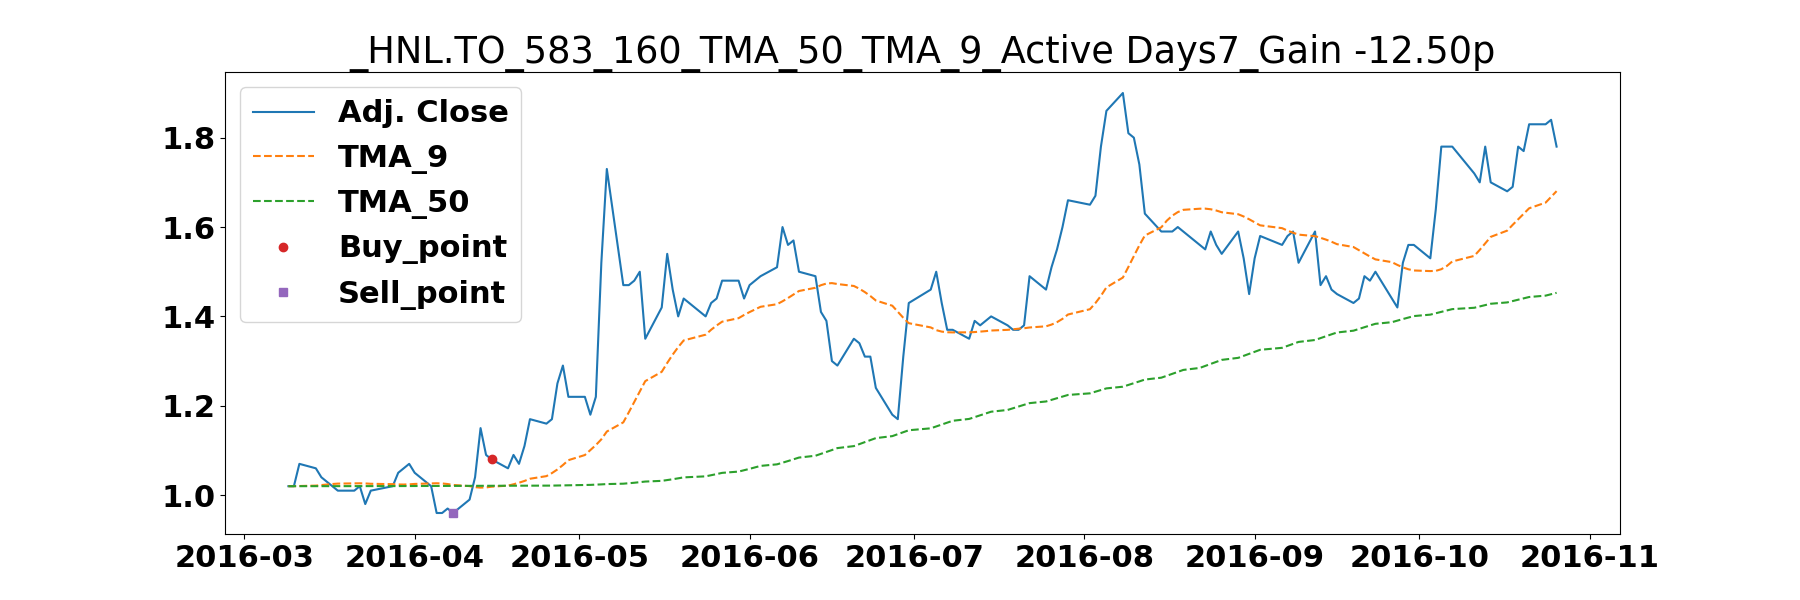 _HNL.TO_583_160_TMA_50_TMA_9_Active Days7_Gain -12.50p
Adj. Close
TMA_9
TMA_50
Buy_point
Sell_point
1.8
1.6
1.4
1.2
1.0
2016-03 2016-04 2016-05 2016-06 2016-07 2016-08 2016-09 2016-10 2016-11